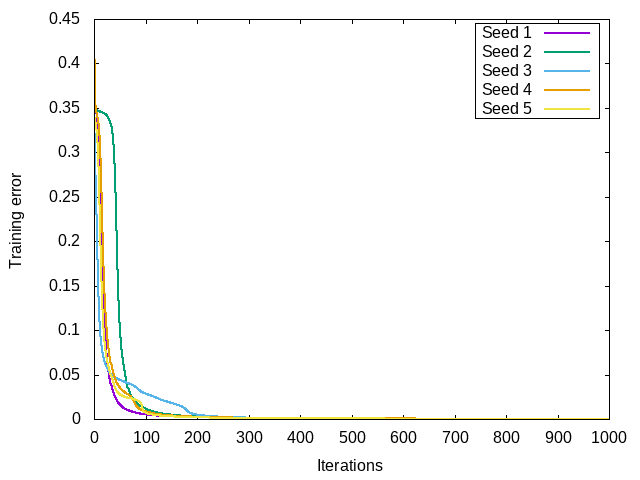 0.45
0.4
0.35
0.3
0.25
0.2
0.15
0.1
0.05
0
Training error
Seed 1
Seed 2
Seed 3
Seed 4
Seed 5
0 100 200 300 400 500 600 700 800 900 1000
Iterations